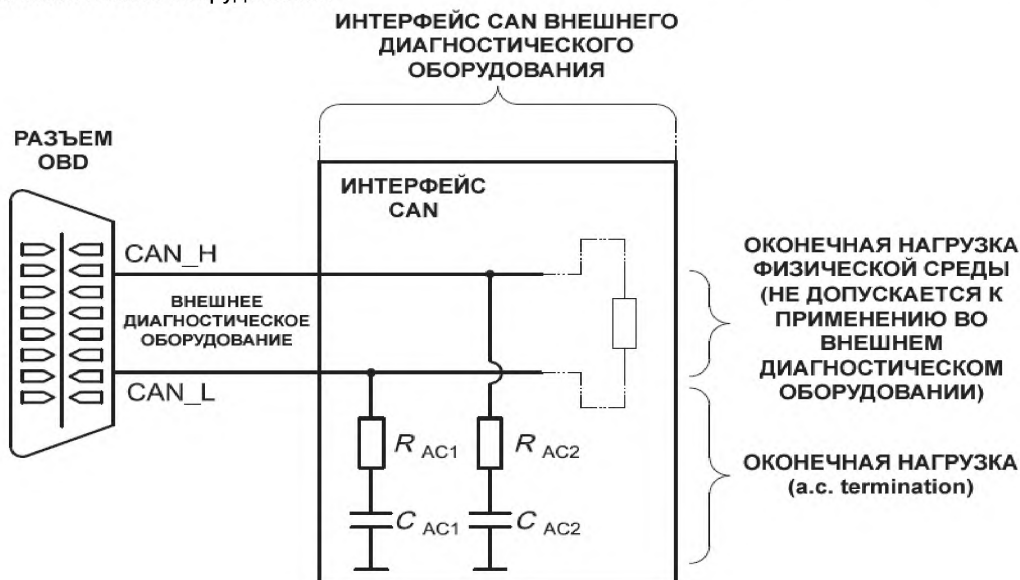 ИНТЕРФЕЙС CAN ВНЕШНЕГО
ДИАГНОСТИЧЕСКОГО
ОБОРУДОВАНИЯ
РАЗЪЕМ
OBD
ИНТЕРФЕЙС
CAN
CAN_H
ВНЕШНЕЕ
ДИАГНОСТИЧЕСКОЕ
ОБОРУДОВАНИЕ
CAN_L
R AC1
R AC2
C AC1
C AC2
ОКОНЕЧНАЯ НАГРУЗКА
ФИЗИЧЕСКОЙ СРЕДЫ
(НЕ ДОПУСКАЕТСЯ К
ПРИМЕНЕНИЮ ВО
ВНЕШНЕМ
ДИАГНОСТИЧЕСКОМ
ОБОРУДОВАНИИ)
ОКОНЕЧНАЯ НАГРУЗКА
(a.c. termination)